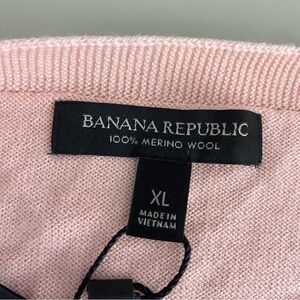 BANANA REPUBLIC
100% MERINO WOOL
XL
MADE IN
VIETNAM